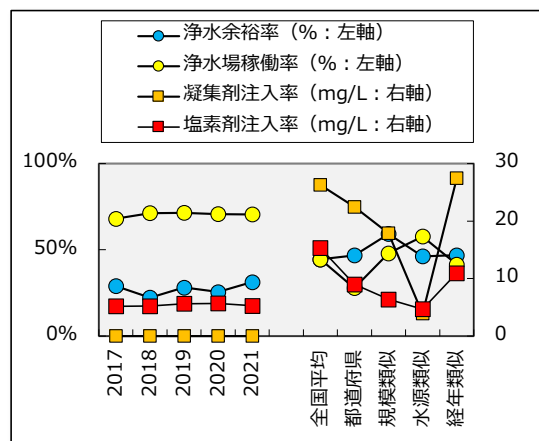 浄水余裕率（%：左軸）
浄水場稼働率（%：左軸）
凝集剤注入率（mg/L：右軸）
塩素剤注入率（mg/L：右軸）
100%
50%
0%
30
20
10
0
2017
2018
2019
2020
2021
全国平均
都道府県
規模類似
水源類似
経年類似